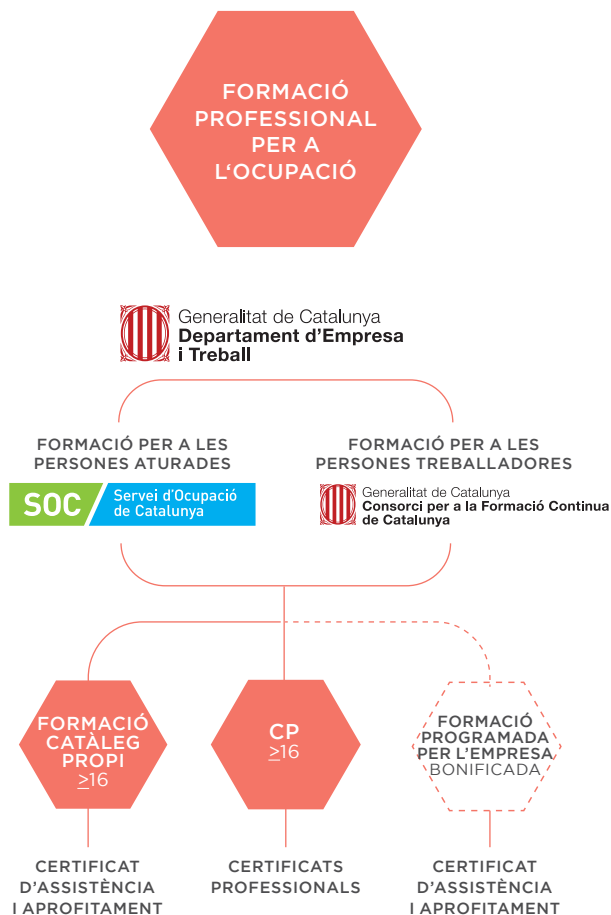 FORMACIÓ
PROFESSIONAL
PER A
L‘OCUPACIÓ
Generalitat de Catalunya
Departament d'Empresa
i Treball
FORMACIÓ PER A LES
PERSONES ATURADES
SOC
Servei d'Ocupació
de Catalunya
FORMACIÓ PER A LES
PERSONES TREBALLADORES
Generalitat de Catalunya
Consorci per a la Formació Contínua
de Catalunya
FORMACIÓ
CATÀLEG
PROPI
≥16
CP
≥16
FORMACIÓ
PROGRAMADA
PER L'EMPRESA
BONIFICADA
CERTIFICAT
D'ASSISTÈNCIA
I APROFITAMENT
CERTIFICATS
PROFESSIONALS
CERTIFICAT
D'ASSISTÈNCIA
I APROFITAMENT